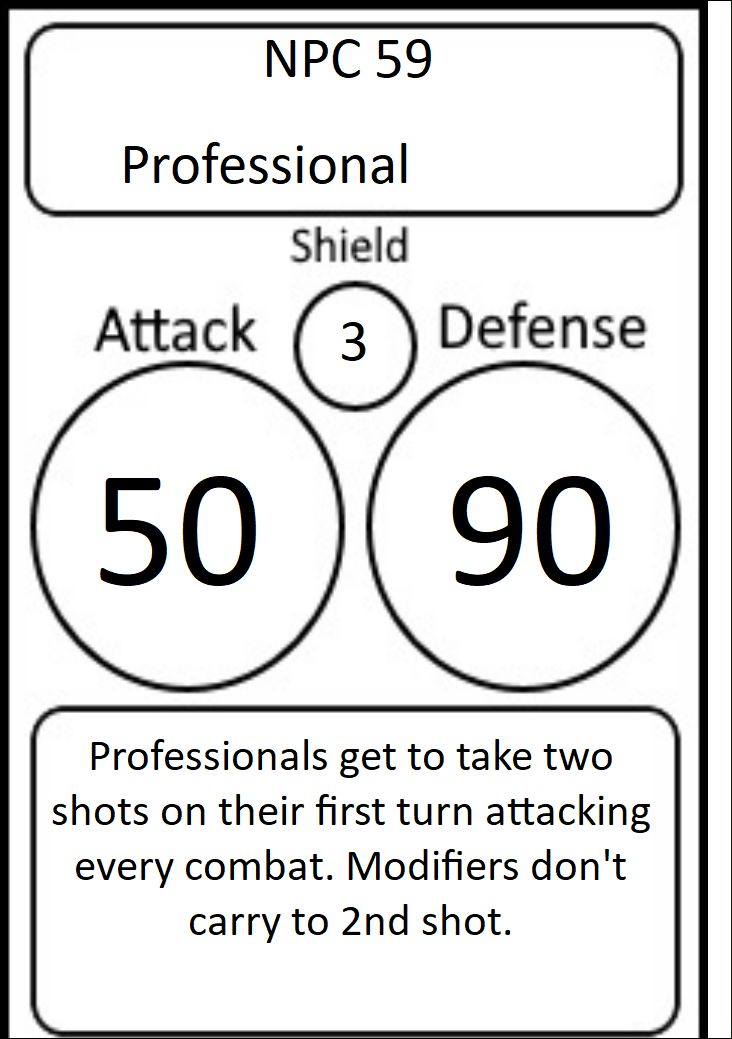 NPC 59
Professional
Shield
Attack
3
Defense
50
90
Professionals get to take two
shots on their first turn attacking
every combat. Modifiers don't
carry to 2nd shot.